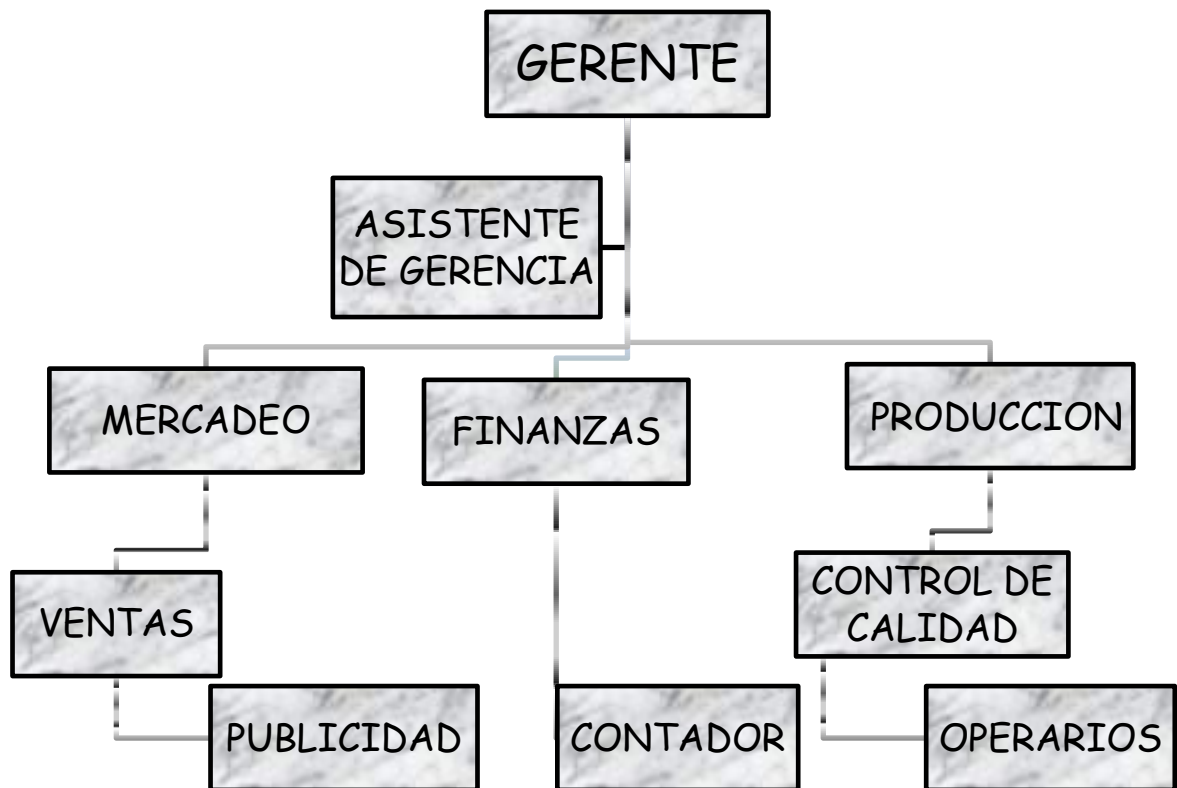 GERENTE
ASISTENTE
DE GERENCIA
MERCADEO
FINANZAS
PRODUCCION
VENTAS
CONTROL DE
CALIDAD
PUBLICIDAD
CONTADOR
OPERARIOS